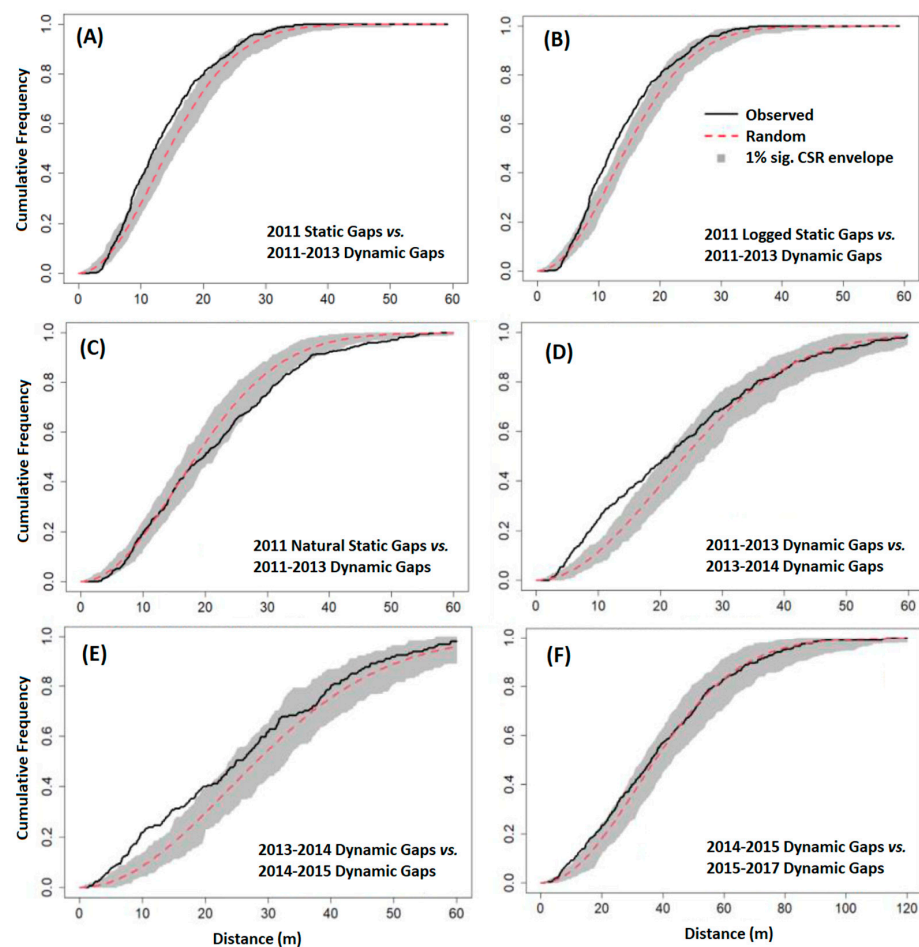 (A)
1.0
0.8
0.6
0.4
0.2
0.0
Cumulative Frequency
2011 Static Gaps vs.
2011-2013 Dynamic Gaps
0 10 20 30 40 50 60
(B)
1.0
0.8
0.6
0.4
0.2
0.0
Observed
Random
1% sig. CSR envelope
2011 Logged Static Gaps vs.
2011-2013 Dynamic Gaps
0 10 20 30 40 50 60
(C)
1.0
0.8
0.6
0.4
0.2
0.0
Cumulative Frequency
2011 Natural Static Gaps vs.
2011-2013 Dynamic Gaps
0 10 20 30 40 50 60
(D)
1.0
0.8
0.6
0.4
0.2
0.0
2011-2013 Dynamic Gaps vs.
2013-2014 Dynamic Gaps
0 10 20 30 40 50 60
(E)
1.0
0.8
0.6
0.4
0.2
0.0
Cumulative Frequency
2013-2014 Dynamic Gaps vs.
2014-2015 Dynamic Gaps
0 10 20 30 40 50 60
Distance (m)
(F)
1.0
0.8
0.6
0.4
0.2
0.0
2014-2015 Dynamic Gaps vs.
2015-2017 Dynamic Gaps
0 20 40 60 80 100 120
Distance (m)